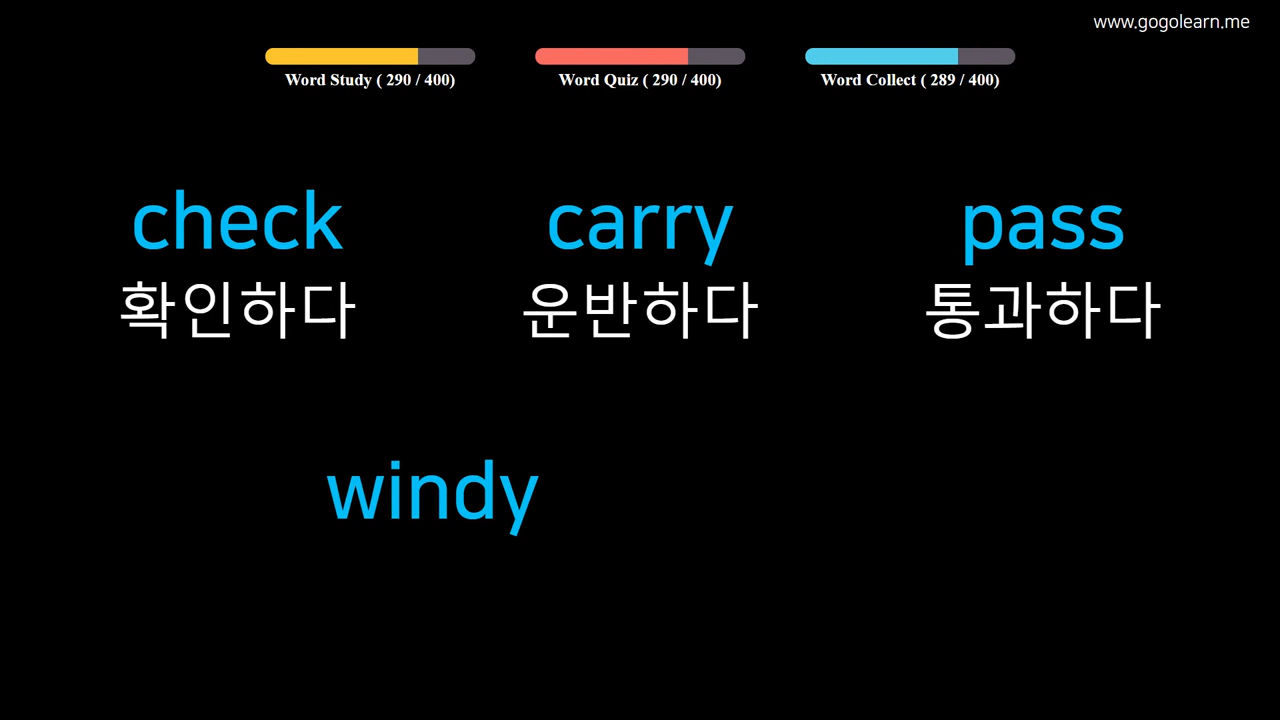 www.gogolearn.me
Word Study ( 290 / 400)
Word Quiz ( 290 / 400)
Word Collect ( 289 / 400)
check
carry
pass
확인하다
운반하다
통과하다
windy